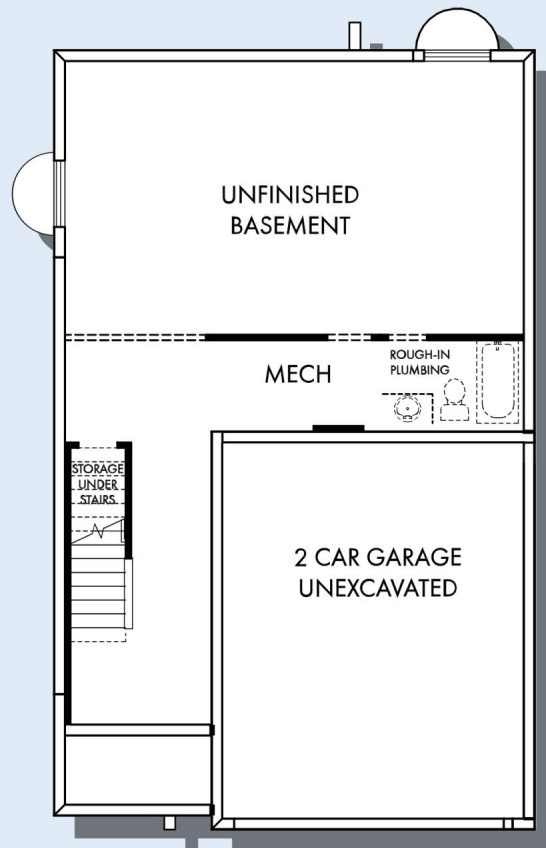 UNFINISHED
BASEMENT
MECH
ROUGH-IN
PLUMBING
STORAGE
UNDER
STAIRS
2 CAR GARAGE
UNEXCAVATED